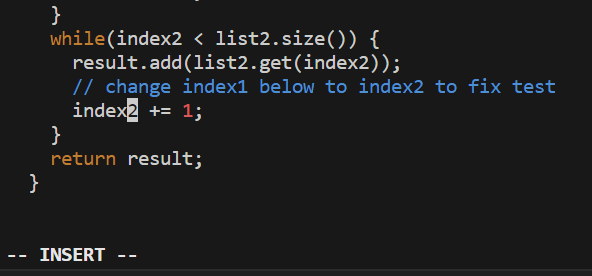 }
while(index2 < list2.size()) {
result.add(list2.get(index2));
// change index1 below to index2 to fix test
index2 += 1;
}
return result;
}
-- INSERT --